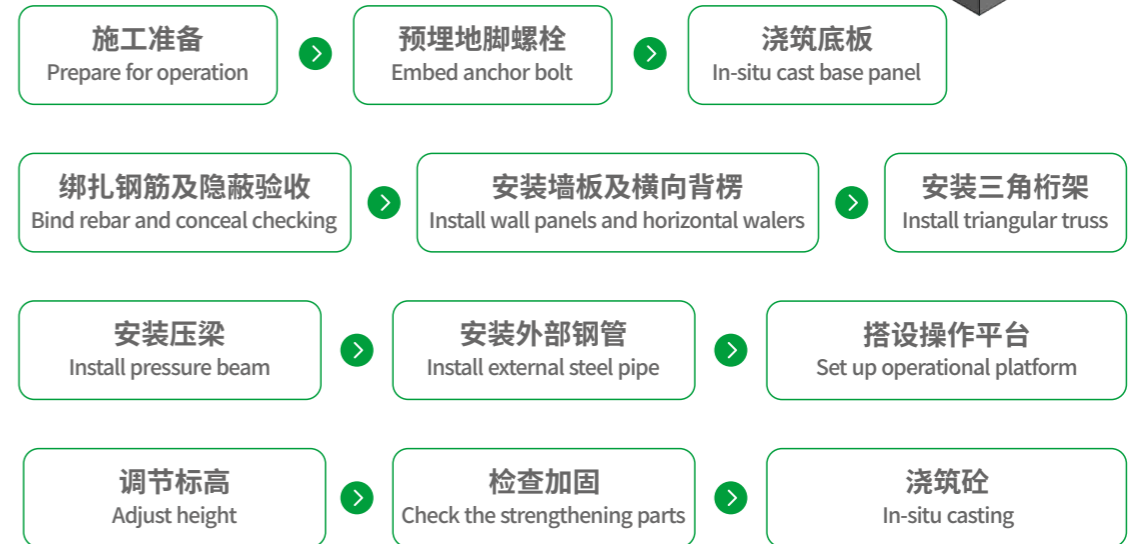 施工准备
Prepare for operation
预埋地脚螺栓
Embed anchor bolt
浇筑底板
In-situ cast base panel
绑扎钢筋及隐蔽验收
Bind rebar and conceal checking
安装墙板及横向背楞
Install wall panels and horizontal walers
安装三角桁架
Install triangular truss
安装压梁
Install pressure beam
安装外部钢管
Install external steel pipe
搭设操作平台
Set up operational platform
调节标高
Adjust height
检查加固
Check the strengthening parts
浇筑砼
In-situ casting